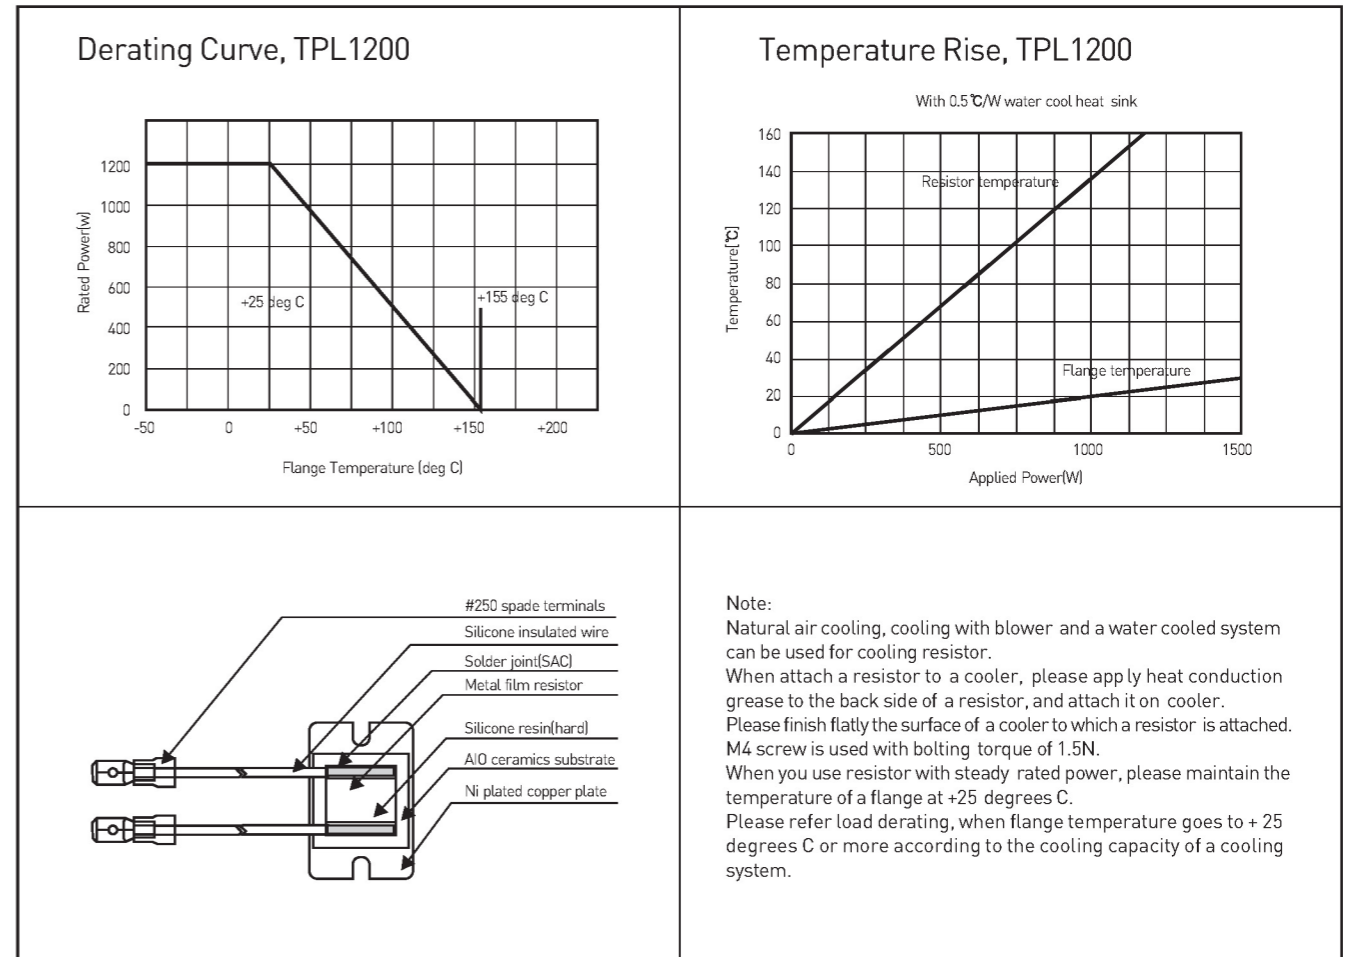 Derating Curve, TPL1200
1200
1000
800
600
400
200
0
Rated Power(w)
+25 deg C
+155 deg C
-50
0
+50
+100
+150
+200
Flange Temperature (deg C)
Temperature Rise, TPL1200
With 0.5℃/W water cool heat sink
160
140
120
100
80
60
40
20
0
Temperature[℃]
Resistor temperature
Flange temperature
0
500
1000
1500
Applied Power(W)
#250 spade terminals
Silicone insulated wire
Solder joint(SAC)
Metal film resistor
Silicone resin(hard)
AlO ceramics substrate
Ni plated copper plate
Note:
Natural air cooling, cooling with blower and a water cooled system
can be used for cooling resistor.
When attach a resistor to a cooler, please apply heat conduction
grease to the back side of a resistor, and attach it on cooler.
Please finish flatly the surface of a cooler to which a resistor is attached.
M4 screw is used with bolting torque of 1.5N.
When you use resistor with steady rated power, please maintain the
temperature of a flange at +25 degrees C.
Please refer load derating, when flange temperature goes to + 25
degrees C or more according to the cooling capacity of a cooling
system.